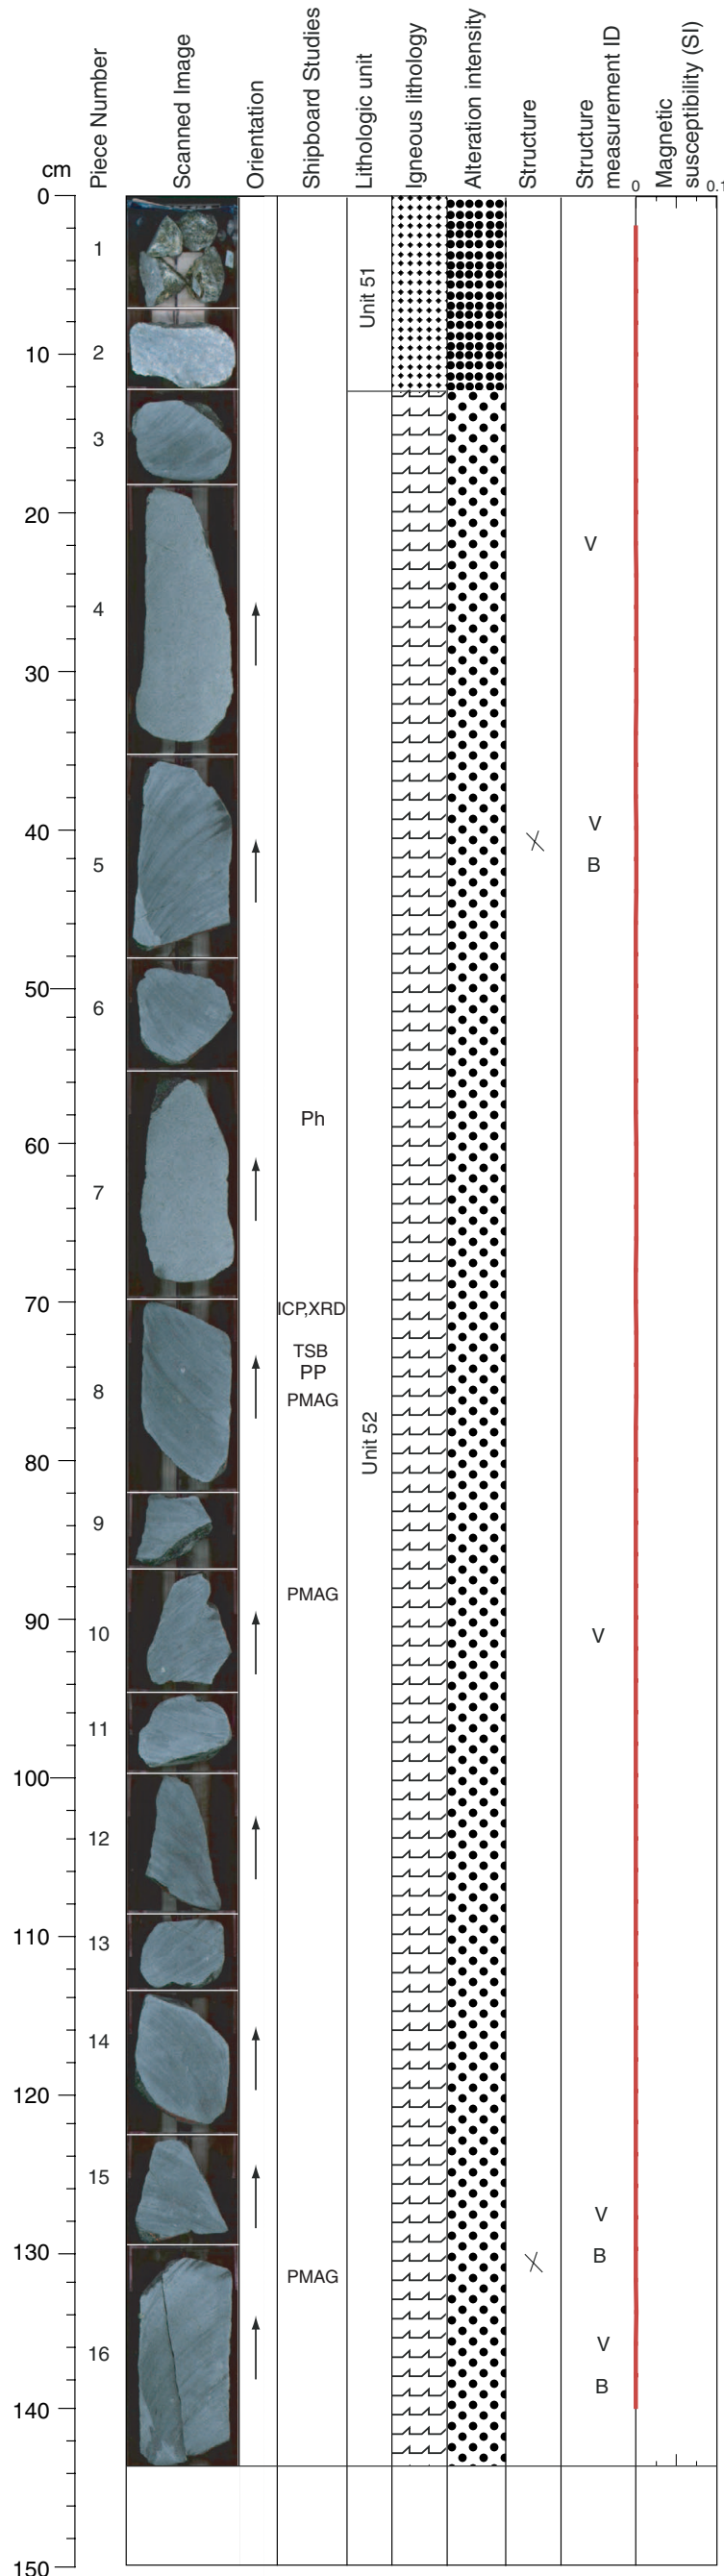 cm
Piece Number
Scanned Image
Orientation
Shipboard Studies
Lithologic unit
Igneous lithology
Alteration intensity
Structure
Structure
measurement ID
Magnetic
susceptibility (SI)
0 0.1
0
1
Unit 51
10
2
3
20
V
4
30
V
40
5
B
50
6
Ph
60
7
70
ICP,XRD
TSB
PP
8
PMAG
Unit 52
80
9
PMAG
90
10
V
11
100
12
110
13
14
120
15
V
130
B
PMAG
V
16
B
140
150